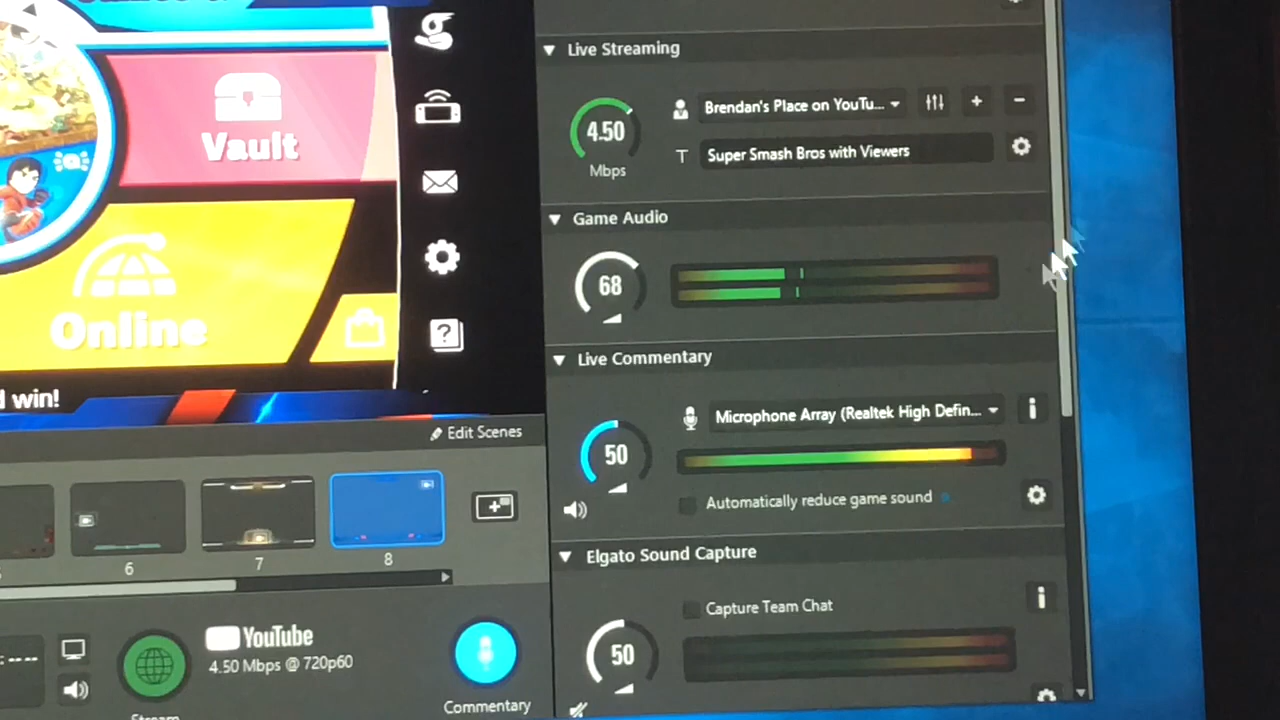 Vault
Online
d win!
Edit Scenes
6
7
8
YouTube
4.50 Mbps @ 720p60
Commentary
Live Streaming
4.50
Mbps
Brendan's Place on YouTu...
T
Super Smash Bros with Viewers
Game Audio
68
Live Commentary
50
Microphone Array (Realtek High Defin...
Automatically reduce game sound
Elgato Sound Capture
50
Capture Team Chat